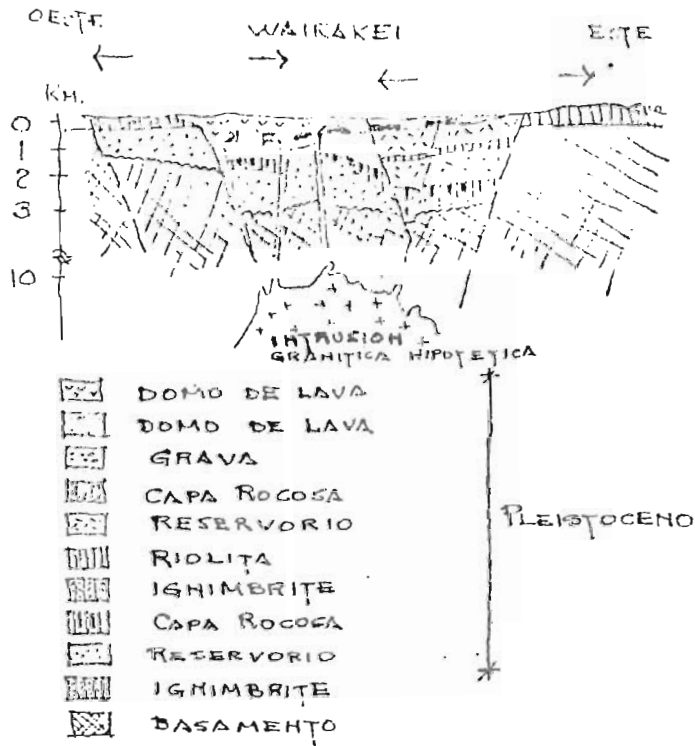 OESTE WAIRAKEI ESTE
KM.
0
1
2
3
10
INTRUSION
GRANITICA HIPOTETICA
DOMO DE LAVA
DOMO DE LAVA
GRAVA
CAPA ROCOSA
RESERVORIO
RIOLITA
IGNIMBRITE
CAPA ROCOSA
RESERVORIO
IGNIMBRITE
BASAMENTO
PLEISTOCENO